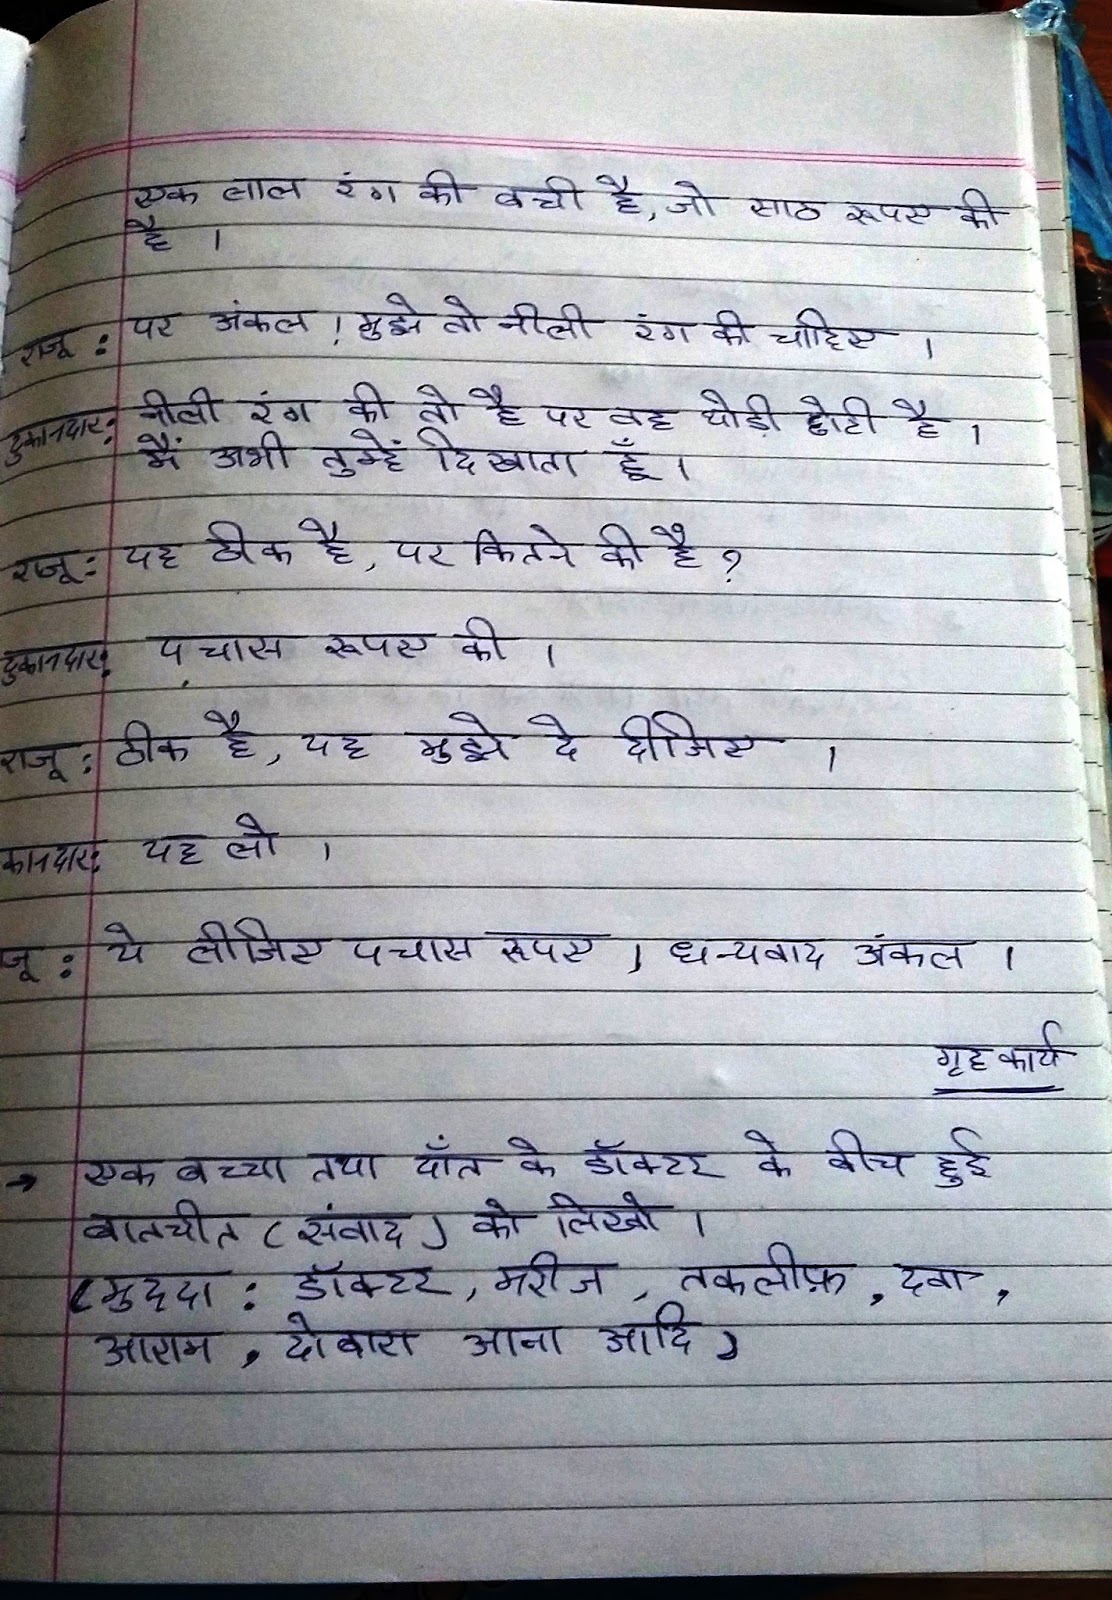 एक लाल रंग की बची है, जो साठ रूपए की
है ।
राजू : पर अंकल ! मुझे तो नीली रंग की चाहिए ।
दुकानदार: नीली रंग की तो है पर वह थोड़ी छोटी है ।
मैं अभी तुम्हें दिखाता हूँ ।
राजू : यह ठीक है, पर कितने की है ?
दुकानदार: पचास रूपए की ।
राजू : ठीक है, यह मुझे दे दीजिए ।
कानदार: यह लो ।
जू : ये लीजिए पचास रूपए । धन्यवाद अंकल ।
गृहकार्य
→ एक बच्चा तथा दाँत के डॉक्टर के बीच हुई
बातचीत (संवाद) को लिखो ।
(मुद्दा : डॉक्टर, मरीज, तकलीफ़, दवा,
आराम, दोबारा आना आदि)